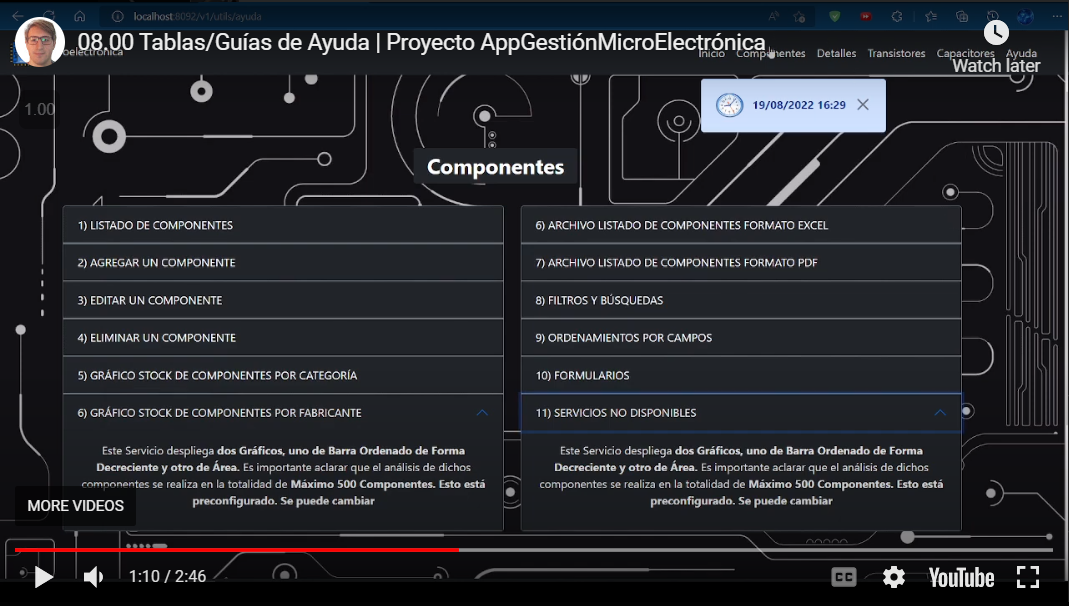 localhost:8092/v1/utils/ayuda
08.00 Tablas/Guías de Ayuda | Proyecto AppGestiónMicroElectrónica
Inicio Componentes Detalles Transistores Capacitores Ayuda
Watch later
19/08/2022 16:29
1.00
Componentes
1) LISTADO DE COMPONENTES
2) AGREGAR UN COMPONENTE
3) EDITAR UN COMPONENTE
4) ELIMINAR UN COMPONENTE
5) GRÁFICO STOCK DE COMPONENTES POR CATEGORÍA
6) GRÁFICO STOCK DE COMPONENTES POR FABRICANTE
Este Servicio despliega dos Gráficos, uno de Barra Ordenado de Forma
Decreciente y otro de Área. Es importante aclarar que el análisis de dichos
componentes se realiza en la totalidad de Máximo 500 Componentes. Esto está
preconfigurado. Se puede cambiar
6) ARCHIVO LISTADO DE COMPONENTES FORMATO EXCEL
7) ARCHIVO LISTADO DE COMPONENTES FORMATO PDF
8) FILTROS Y BÚSQUEDAS
9) ORDENAMIENTOS POR CAMPOS
10) FORMULARIOS
11) SERVICIOS NO DISPONIBLES
Este Servicio despliega dos Gráficos, uno de Barra Ordenado de Forma
Decreciente y otro de Área. Es importante aclarar que el análisis de dichos
componentes se realiza en la totalidad de Máximo 500 Componentes. Esto está
preconfigurado. Se puede cambiar
MORE VIDEOS
1:10 / 2:46
CC
YouTube